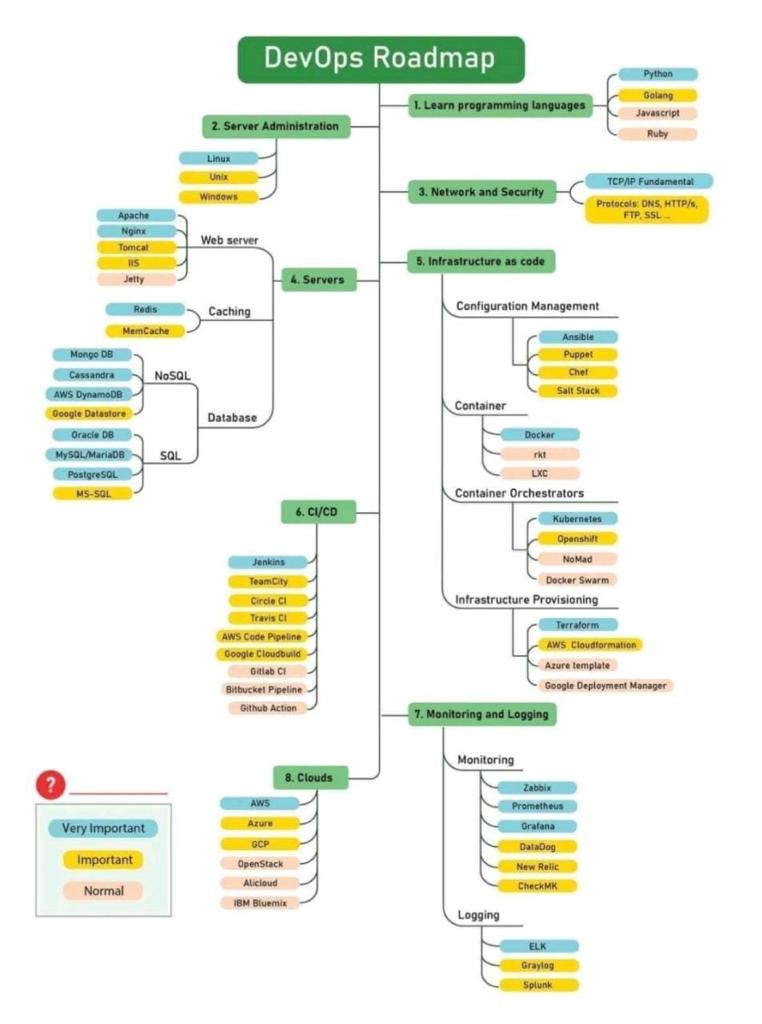 DevOps Roadmap
1. Learn programming languages
Python
Golang
Javascript
Ruby
2. Server Administration
Linux
Unix
Windows
3. Network and Security
TCP/IP Fundamental
Protocols: DNS, HTTP/s,
FTP, SSL ...
4. Servers
Web server
Apache
Nginx
Tomcat
IIS
Jetty
Caching
Redis
MemCache
Database
NoSQL
Mongo DB
Cassandra
AWS DynamoDB
Google Datastore
SQL
Oracle DB
MySQL/MariaDB
PostgreSQL
MS-SQL
5. Infrastructure as code
Configuration Management
Ansible
Puppet
Chef
Salt Stack
Container
Docker
rkt
LXC
Container Orchestrators
Kubernetes
Openshift
NoMad
Docker Swarm
Infrastructure Provisioning
Terraform
AWS Cloudformation
Azure template
Google Deployment Manager
6. CI/CD
Jenkins
TeamCity
Circle CI
Travis CI
AWS Code Pipeline
Google Cloudbuild
Gitlab CI
Bitbucket Pipeline
Github Action
7. Monitoring and Logging
Monitoring
Zabbix
Prometheus
Grafana
DataDog
New Relic
CheckMK
Logging
ELK
Graylog
Splunk
8. Clouds
AWS
Azure
GCP
OpenStack
Alicloud
IBM Bluemix
?
Very Important
Important
Normal